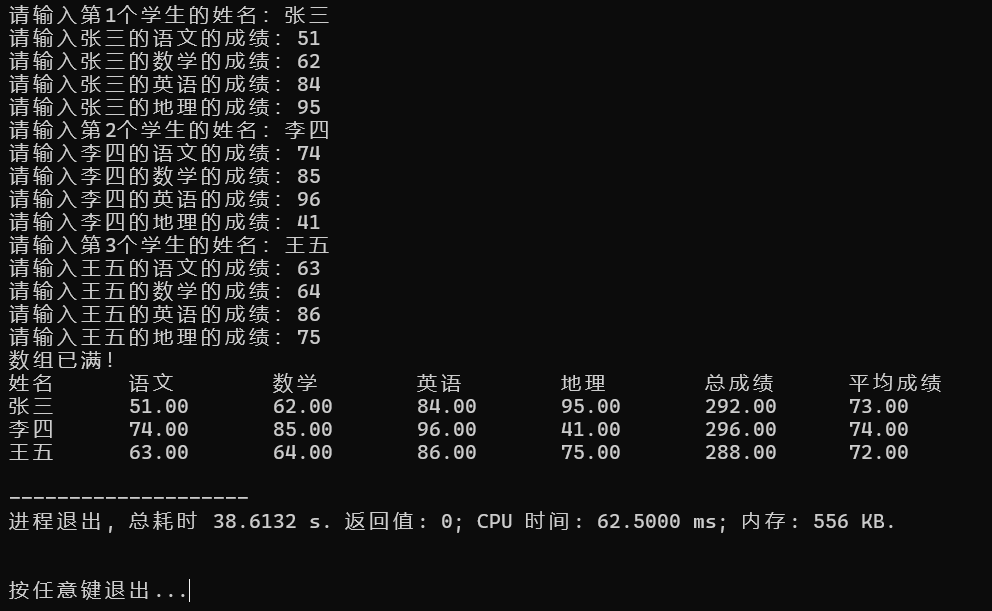 请输入第1个学生的姓名: 张三
请输入张三的语文的成绩: 51
请输入张三的数学的成绩: 62
请输入张三的英语的成绩: 84
请输入张三的地理的成绩: 95
请输入第2个学生的姓名: 李四
请输入李四的语文的成绩: 74
请输入李四的数学的成绩: 85
请输入李四的英语的成绩: 96
请输入李四的地理的成绩: 41
请输入第3个学生的姓名: 王五
请输入王五的语文的成绩: 63
请输入王五的数学的成绩: 64
请输入王五的英语的成绩: 86
请输入王五的地理的成绩: 75
数组已满!
姓名 语文 数学 英语 地理 总成绩 平均成绩
张三 51.00 62.00 84.00 95.00 292.00 73.00
李四 74.00 85.00 96.00 41.00 296.00 74.00
王五 63.00 64.00 86.00 75.00 288.00 72.00
--------------------
进程退出, 总耗时 38.6132 s. 返回值: 0; CPU 时间: 62.5000 ms; 内存: 556 KB.
按任意键退出...